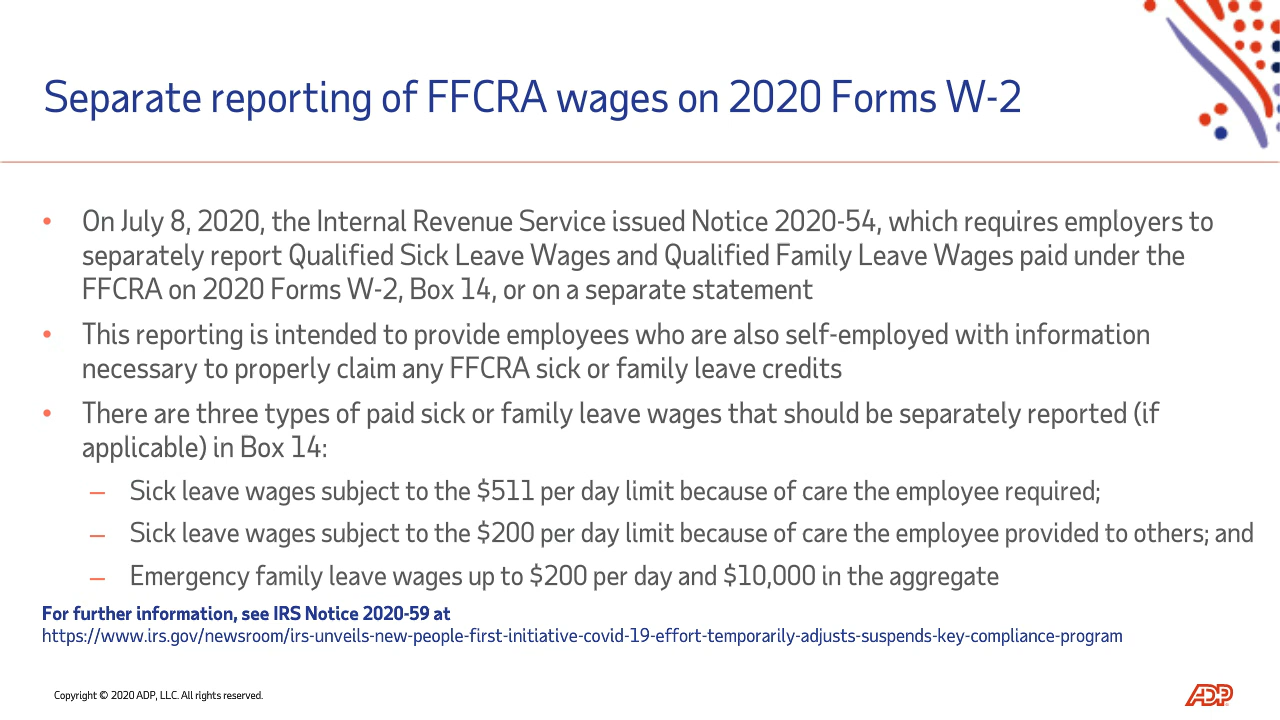 Separate reporting of FFCRA wages on 2020 Forms W-2
• On July 8, 2020, the Internal Revenue Service issued Notice 2020-54, which requires employers to
separately report Qualified Sick Leave Wages and Qualified Family Leave Wages paid under the
FFCRA on 2020 Forms W-2, Box 14, or on a separate statement
• This reporting is intended to provide employees who are also self-employed with information
necessary to properly claim any FFCRA sick or family leave credits
• There are three types of paid sick or family leave wages that should be separately reported (if
applicable) in Box 14:
– Sick leave wages subject to the $511 per day limit because of care the employee required;
– Sick leave wages subject to the $200 per day limit because of care the employee provided to others; and
– Emergency family leave wages up to $200 per day and $10,000 in the aggregate
For further information, see IRS Notice 2020-59 at
https://www.irs.gov/newsroom/irs-unveils-new-people-first-initiative-covid-19-effort-temporarily-adjusts-suspends-key-compliance-program
Copyright © 2020 ADP, LLC. All rights reserved.
ADP